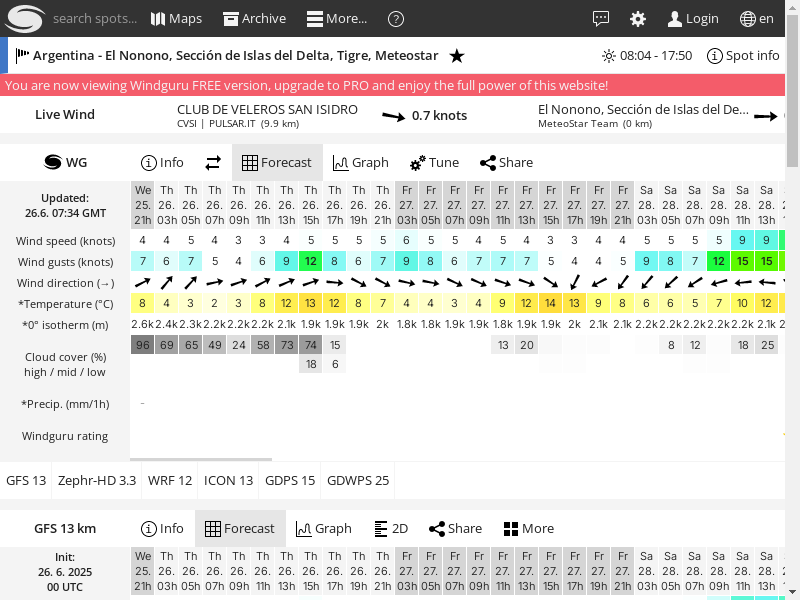 search spots... Maps Archive More... ? Login en
Argentina - El Nonono, Sección de Islas del Delta, Tigre, Meteostar ★ 08:04 - 17:50 Spot info
You are now viewing Windguru FREE version, upgrade to PRO and enjoy the full power of this website!
Live Wind
CLUB DE VELEROS SAN ISIDRO
CVSI | PULSAR.IT (9.9 km)
0.7 knots
El Nonono, Sección de Islas del De...
MeteoStar Team (0 km)
WG Info Forecast Graph Tune Share
Updated:
26.6. 07:34 GMT
We Th Th Th Th Th Th Th Th Th Th Fr Fr Fr Fr Fr Fr Fr Fr Fr Fr Sa Sa Sa Sa Sa Sa
25. 26. 26. 26. 26. 26. 26. 26. 26. 26. 26. 27. 27. 27. 27. 27. 27. 27. 27. 27. 27. 28. 28. 28. 28. 28. 28.
21h 03h 05h 07h 09h 11h 13h 15h 17h 19h 21h 03h 05h 07h 09h 11h 13h 15h 17h 19h 21h 03h 05h 07h 09h 11h 13h
Wind speed (knots) 4 4 5 4 3 3 4 5 5 5 5 6 5 5 4 5 4 3 3 4 4 5 5 5 5 9 9
Wind gusts (knots) 7 6 7 5 4 6 9 12 8 6 7 9 8 6 7 7 7 5 4 4 5 9 8 7 12 15 15
Wind direction (→)
*Temperature (°C) 8 4 3 2 3 8 12 13 12 8 7 4 4 3 4 9 12 14 13 9 8 6 6 5 7 10 12
*0° isotherm (m) 2.6k 2.4k 2.3k 2.2k 2.2k 2.2k 2.1k 1.9k 1.9k 1.9k 2k 1.8k 1.8k 1.9k 1.9k 1.9k 1.9k 1.9k 2k 2.1k 2.1k 2.2k 2.2k 2.2k 2.2k 2.2k 2.1k
Cloud cover (%)
high / mid / low
96 69 65 49 24 58 73 74 15 13 20 8 12 18 25
18 6
*Precip. (mm/1h) -
Windguru rating
GFS 13 Zephr-HD 3.3 WRF 12 ICON 13 GDPS 15 GDWPS 25
GFS 13 km Info Forecast Graph 2D Share More
Init:
26. 6. 2025
00 UTC
We Th Th Th Th Th Th Th Th Th Th Fr Fr Fr Fr Fr Fr Fr Fr Fr Fr Sa Sa Sa Sa Sa Sa
25. 26. 26. 26. 26. 26. 26. 26. 26. 26. 26. 27. 27. 27. 27. 27. 27. 27. 27. 27. 27. 28. 28. 28. 28. 28. 28.
21h 03h 05h 07h 09h 11h 13h 15h 17h 19h 21h 03h 05h 07h 09h 11h 13h 15h 17h 19h 21h 03h 05h 07h 09h 11h 13h